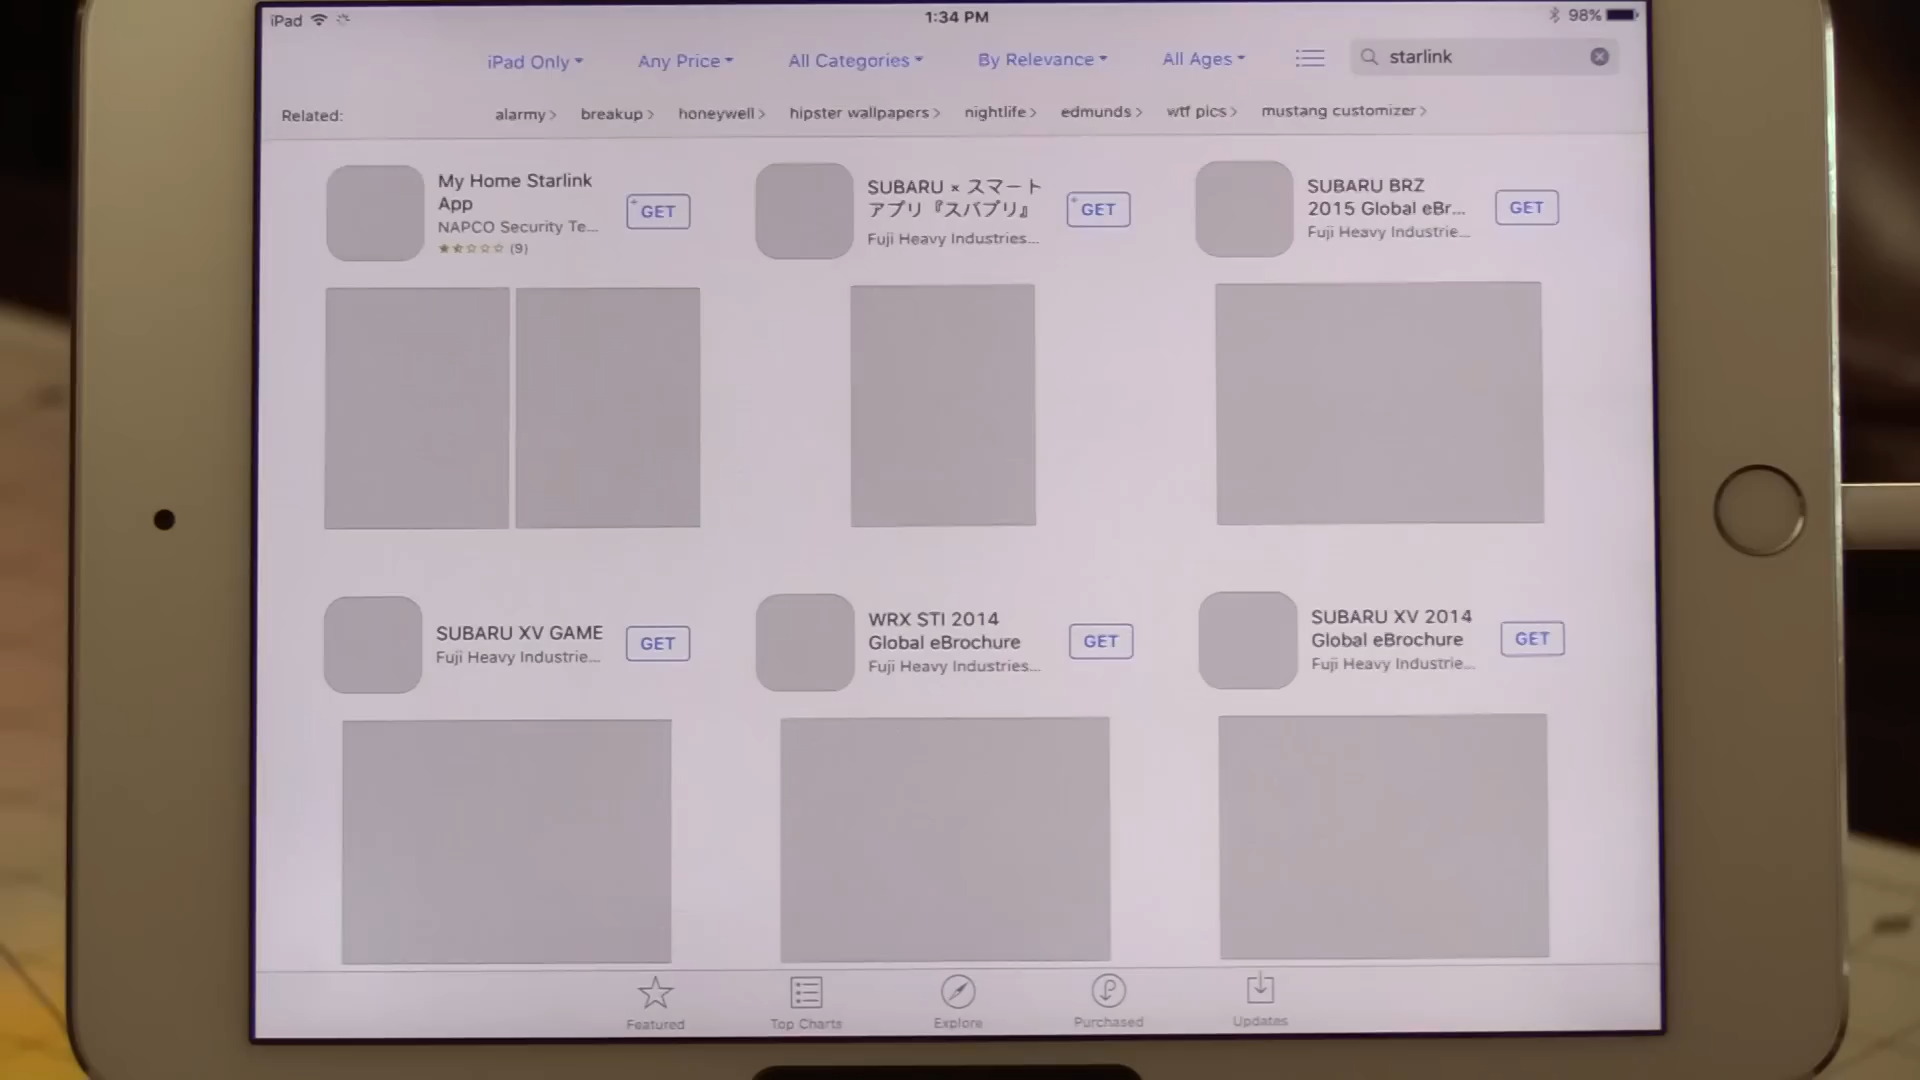 iPad
1:34 PM
98%
iPad Only
Any Price
All Categories
By Relevance
All Ages
starlink
Related:
alarmy
breakup
honeywell
hipster wallpapers
nightlife
edmunds
wtf pics
mustang customizer
My Home Starlink
App
NAPCO Security Te...
(9)
GET
SUBARU × スマート
アプリ『スバプリ』
Fuji Heavy Industries...
GET
SUBARU BRZ
2015 Global eBr...
Fuji Heavy Industrie...
GET
SUBARU XV GAME
Fuji Heavy Industrie...
GET
WRX STI 2014
Global eBrochure
Fuji Heavy Industries...
GET
SUBARU XV 2014
Global eBrochure
Fuji Heavy Industrie...
GET
Featured
Top Charts
Explore
Purchased
Updates